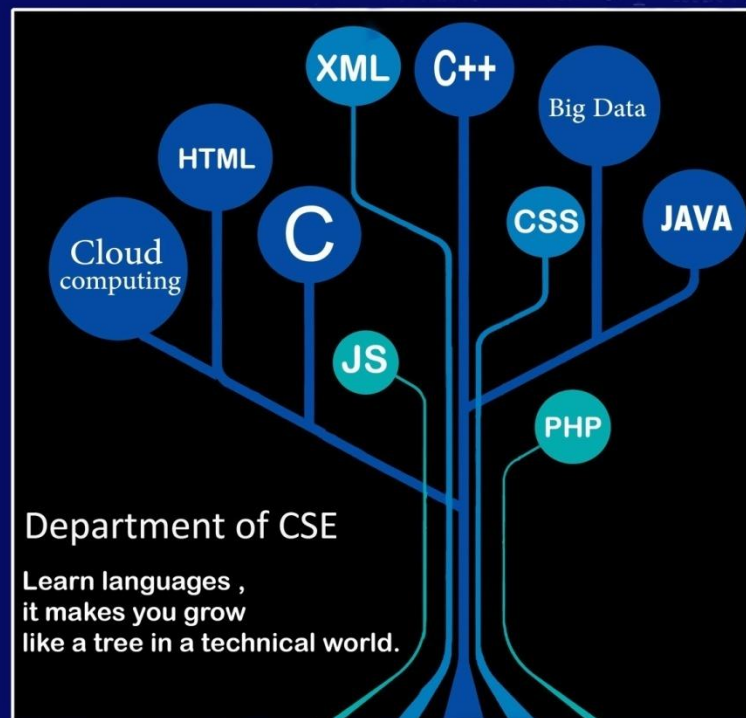 XML
C++
Big Data
HTML
CSS
JAVA
C
Cloud
computing
JS
PHP
Department of CSE
Learn languages ,
it makes you grow
like a tree in a technical world.